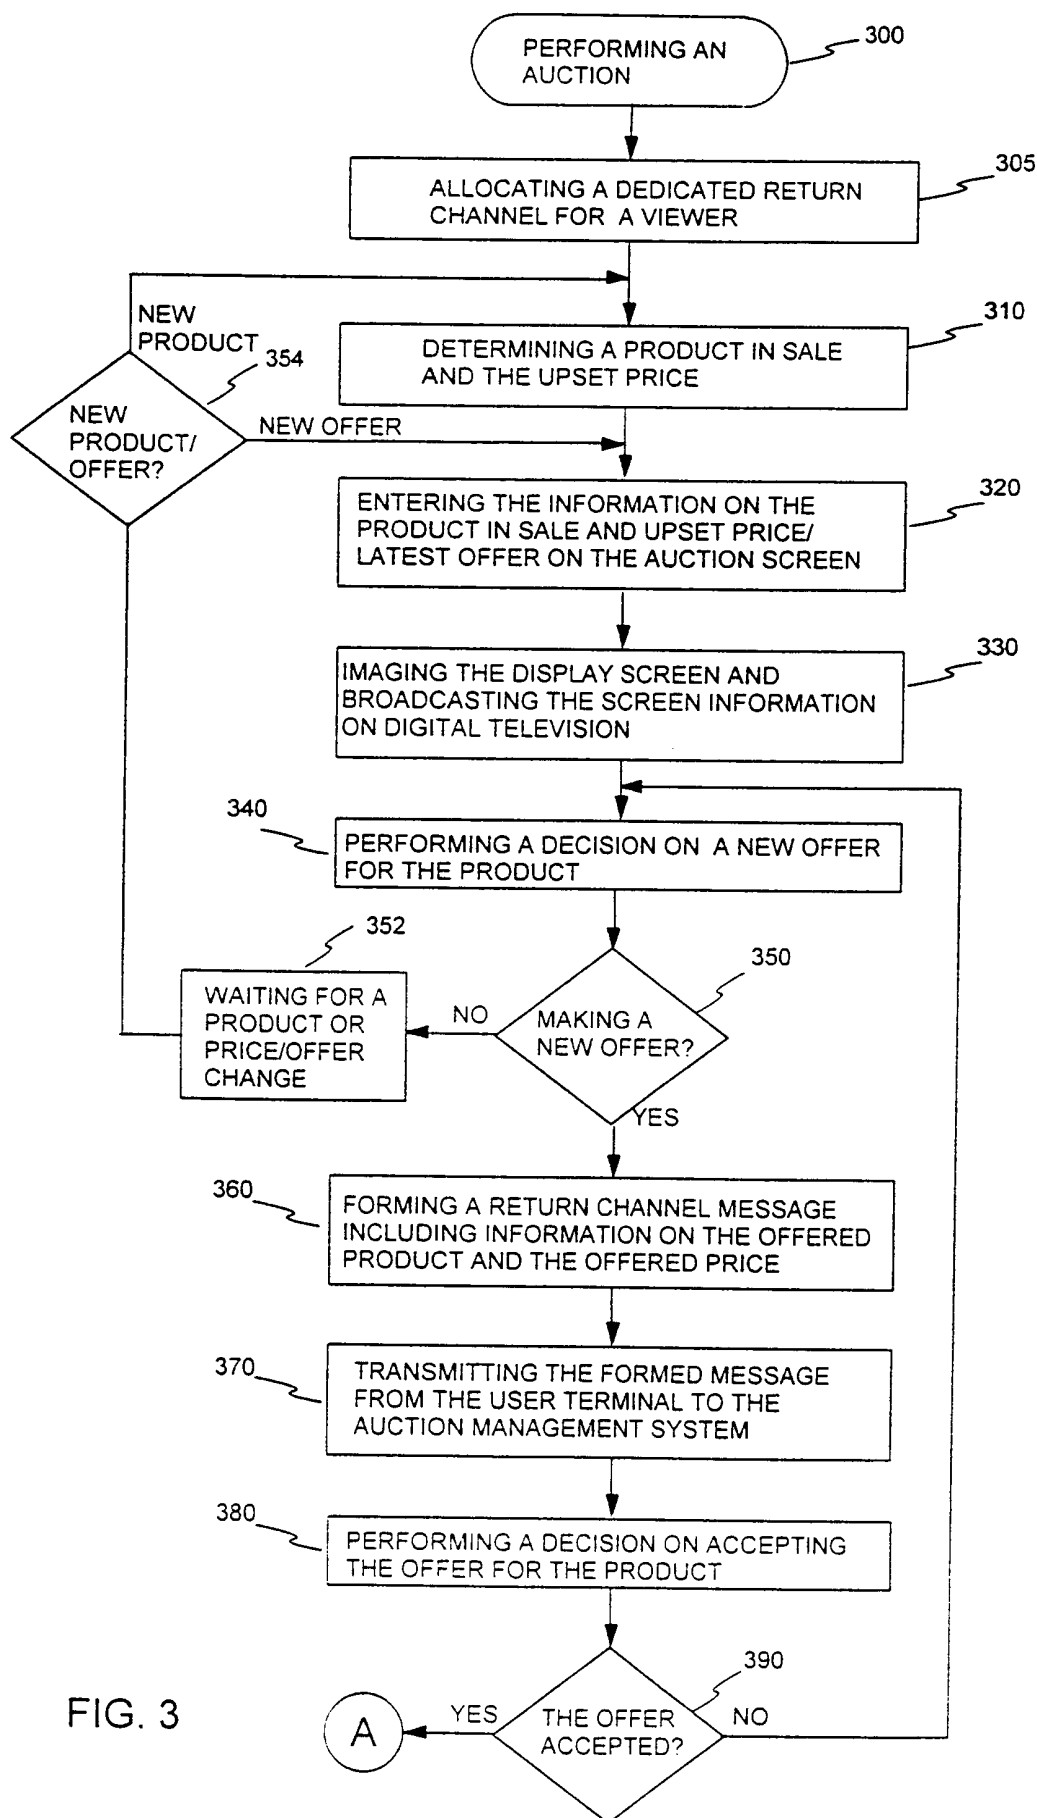 PERFORMING AN
AUCTION
300
305
ALLOCATING A DEDICATED RETURN
CHANNEL FOR A VIEWER
NEW
PRODUCT
310
DETERMINING A PRODUCT IN SALE
AND THE UPSET PRICE
354
NEW
PRODUCT/
OFFER?
NEW OFFER
320
ENTERING THE INFORMATION ON THE
PRODUCT IN SALE AND UPSET PRICE/
LATEST OFFER ON THE AUCTION SCREEN
330
IMAGING THE DISPLAY SCREEN AND
BROADCASTING THE SCREEN INFORMATION
ON DIGITAL TELEVISION
340
PERFORMING A DECISION ON A NEW OFFER
FOR THE PRODUCT
352
350
WAITING FOR A
PRODUCT OR
PRICE/OFFER
CHANGE
NO
MAKING A
NEW OFFER?
YES
360
FORMING A RETURN CHANNEL MESSAGE
INCLUDING INFORMATION ON THE OFFERED
PRODUCT AND THE OFFERED PRICE
370
TRANSMITTING THE FORMED MESSAGE
FROM THE USER TERMINAL TO THE
AUCTION MANAGEMENT SYSTEM
380
PERFORMING A DECISION ON ACCEPTING
THE OFFER FOR THE PRODUCT
390
FIG. 3
A
YES
THE OFFER
ACCEPTED?
NO